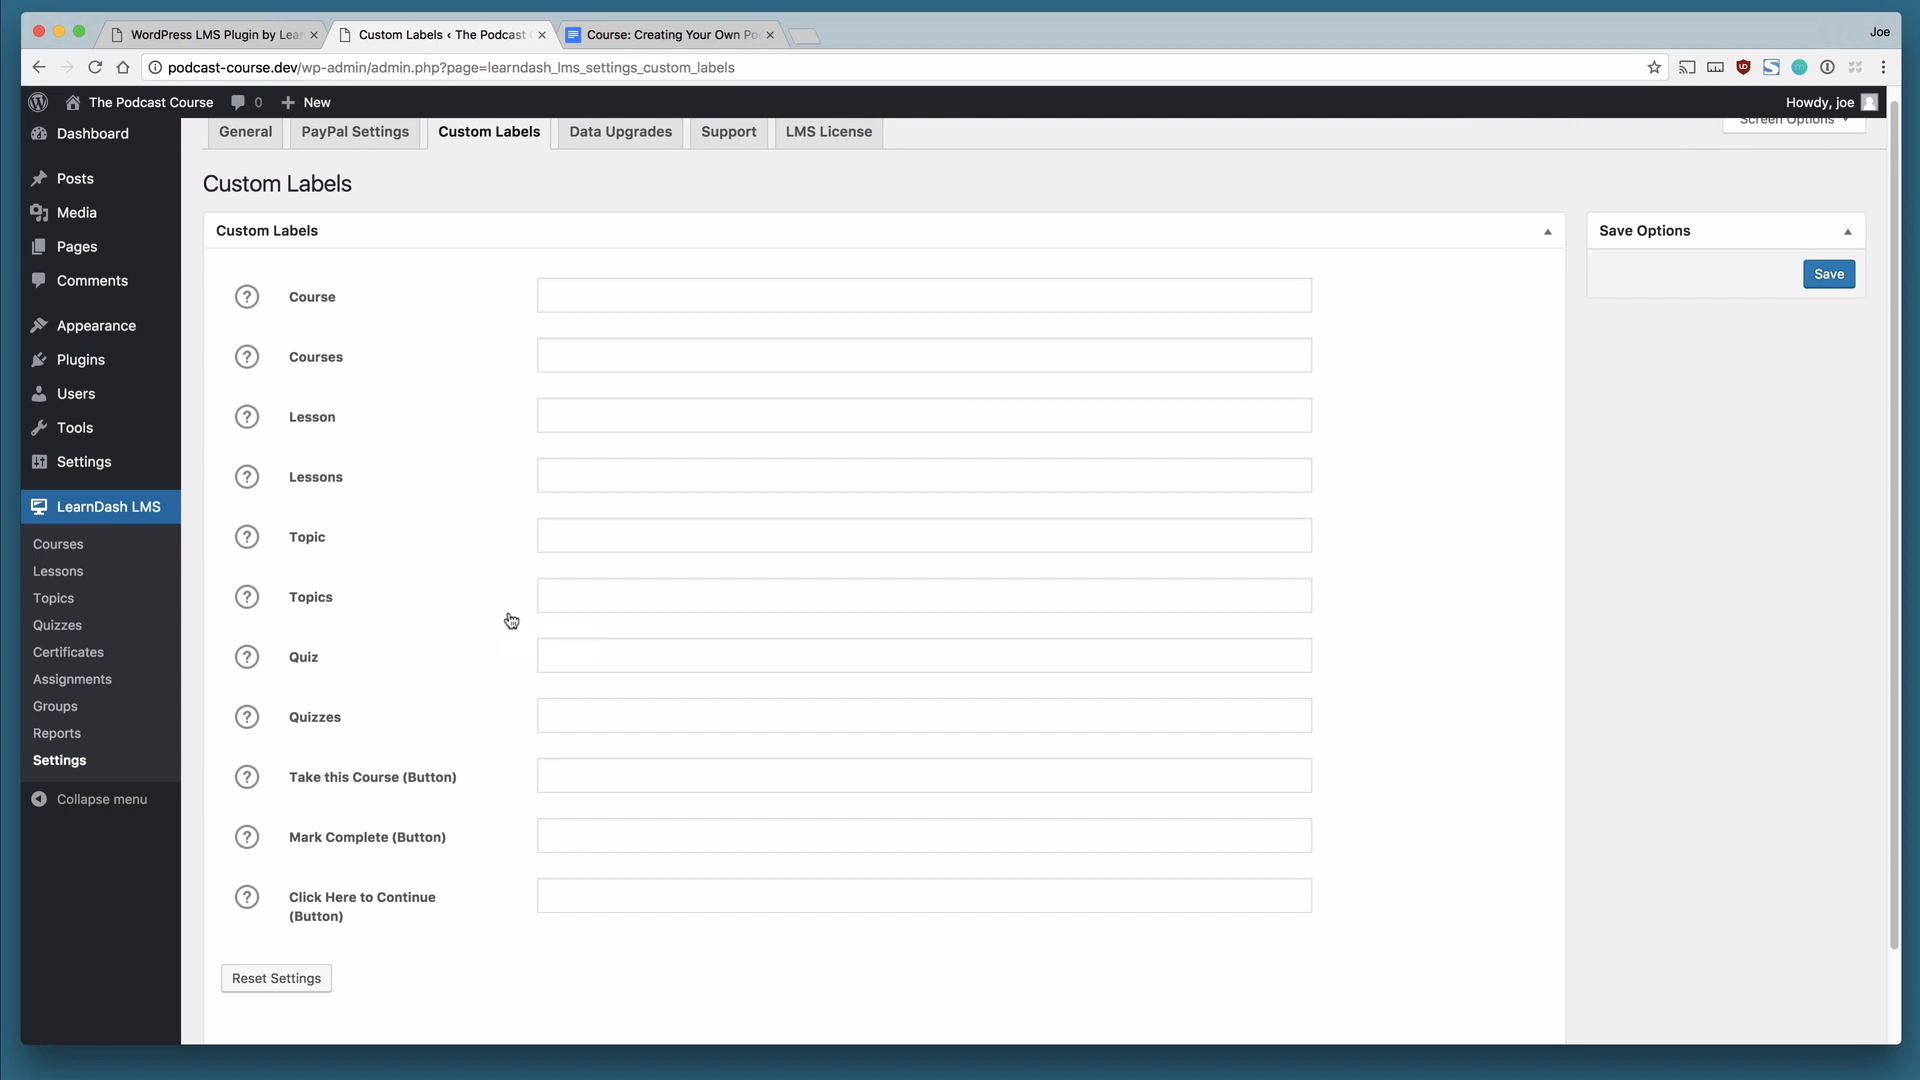 WordPress LMS Plugin by Lear
Custom Labels ‹ The Podcast
Course: Creating Your Own Po
Joe
podcast-course.dev/wp-admin/admin.php?page=learndash_lms_settings_custom_labels
The Podcast Course
0
New
Howdy, joe
Dashboard
Posts
Media
Pages
Comments
Appearance
Plugins
Users
Tools
Settings
LearnDash LMS
Courses
Lessons
Topics
Quizzes
Certificates
Assignments
Groups
Reports
Settings
Collapse menu
General
PayPal Settings
Custom Labels
Data Upgrades
Support
LMS License
Screen Options
Custom Labels
Custom Labels
? Course
? Courses
? Lesson
? Lessons
? Topic
? Topics
? Quiz
? Quizzes
? Take this Course (Button)
? Mark Complete (Button)
? Click Here to Continue
(Button)
Reset Settings
Save Options
Save